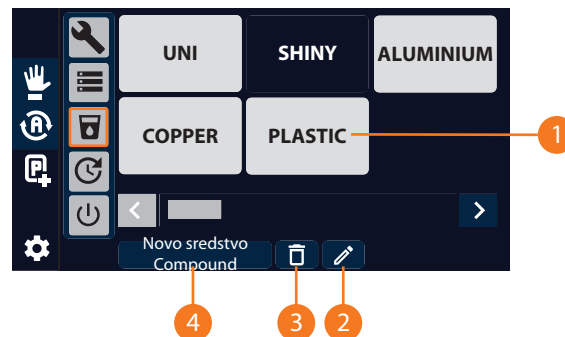 UNI
SHINY
ALUMINIUM
COPPER
PLASTIC
1
Novo sredstvo
Compound
4
3
2
A
P